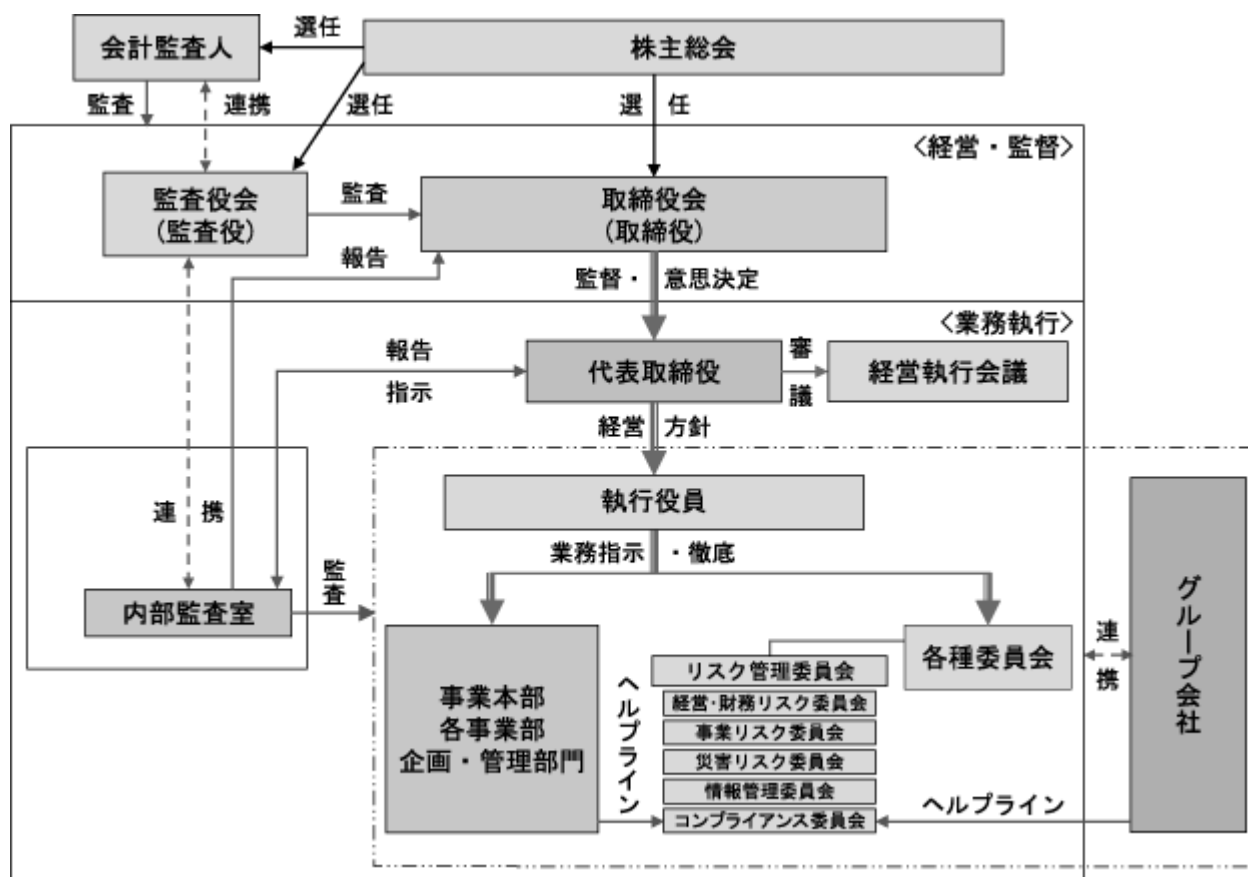 会計監査人
選任
株主総会
監査
連携
選任
選 任
<経営・監督>
監査役会
(監査役)
監査
取締役会
(取締役)
報告
監督・ 意思決定
<業務執行>
報告
指示
代表取締役
審議
経営執行会議
経営 方針
執行役員
連 携
業務指示 ・徹底
内部監査室
監査
事業本部
各事業部
企画・管理部門
ヘルプライン
リスク管理委員会
経営・財務リスク委員会
事業リスク委員会
災害リスク委員会
情報管理委員会
コンプライアンス委員会
各種委員会
連携
グループ会社
ヘルプライン